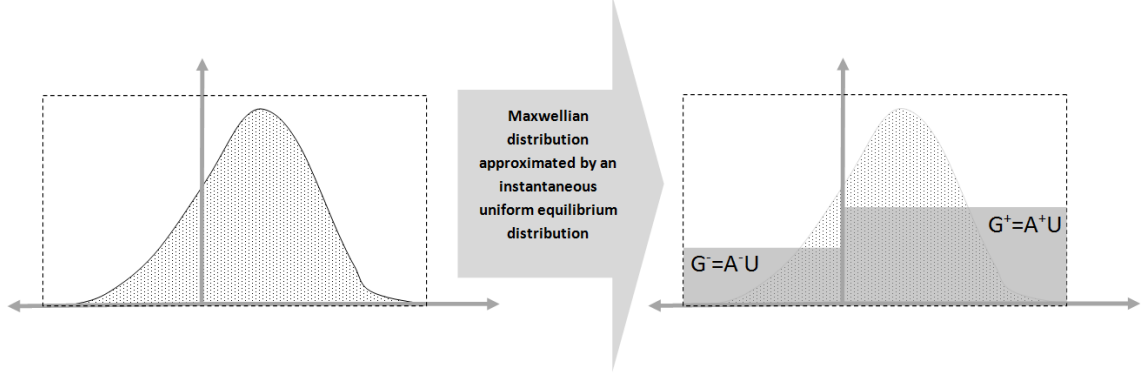 Maxwellian
distribution
approximated by an
instantaneous
uniform equilibrium
distribution
G⁺=A⁺U
G⁻=A⁻U